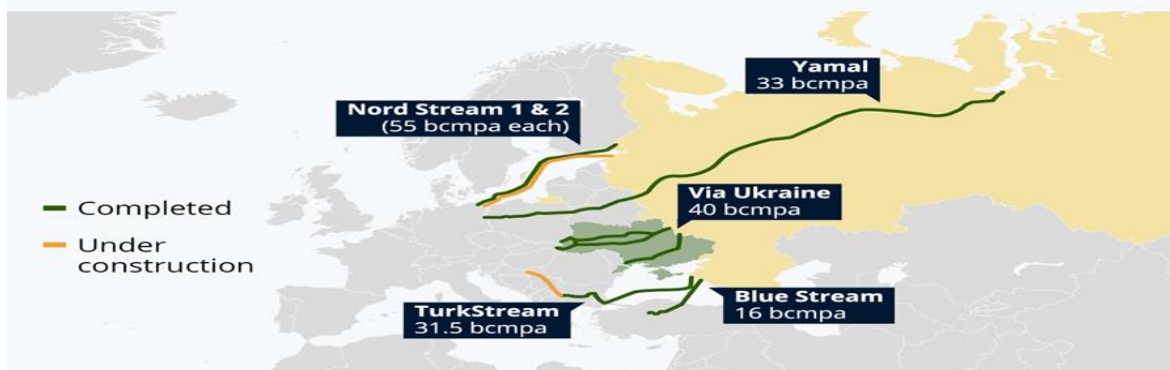 Yamal
33 bcmpa
Nord Stream 1 & 2
(55 bcmpa each)
Via Ukraine
40 bcmpa
Completed
Under
construction
TurkStream
31.5 bcmpa
Blue Stream
16 bcmpa